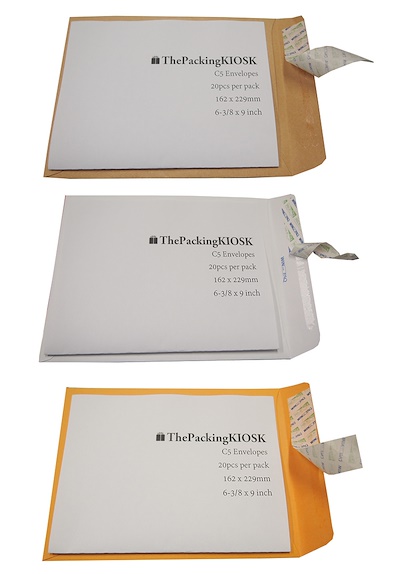 ThePackingKIOSK
C5 Envelopes
20pcs per pack
162 x 229mm
6-3/8 x 9 inch
ThePackingKIOSK
C5 Envelopes
20pcs per pack
162 x 229mm
6-3/8 x 9 inch
ThePackingKIOSK
C5 Envelopes
20pcs per pack
162 x 229mm
6-3/8 x 9 inch